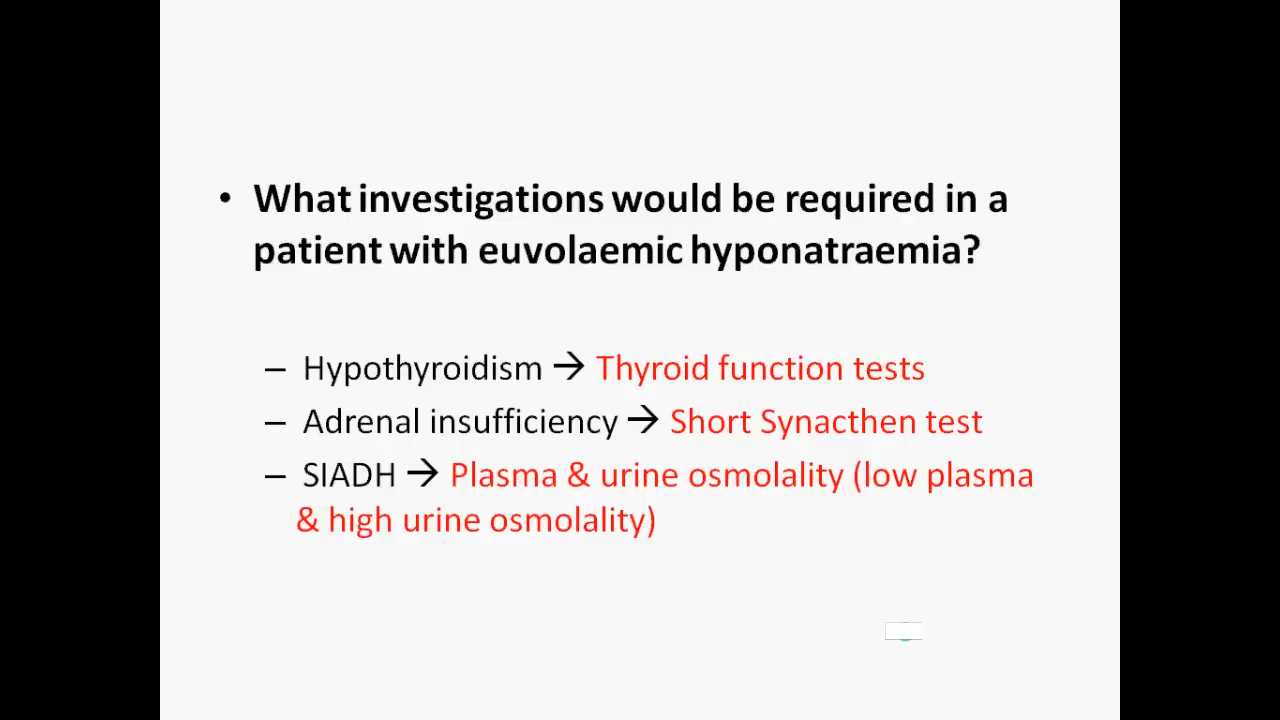 • What investigations would be required in a
patient with euvolaemic hyponatraemia?
– Hypothyroidism → Thyroid function tests
– Adrenal insufficiency → Short Synacthen test
– SIADH → Plasma & urine osmolality (low plasma
& high urine osmolality)